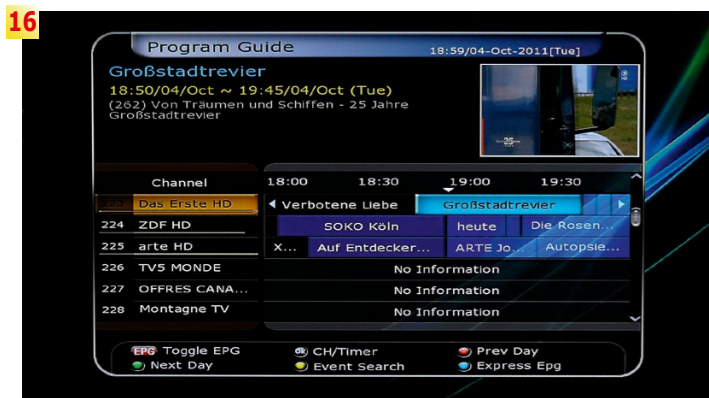 16
Program Guide
18:59/04-Oct-2011[Tue]
Großstadtrevier
18:50/04/Oct ~ 19:45/04/Oct (Tue)
(262) Von Träumen und Schiffen - 25 Jahre
Großstadtrevier
25
Channel 18:00 18:30 19:00 19:30
223 Das Erste HD Verbotene Liebe Großstadtrevier
224 ZDF HD SOKO Köln heute Die Rosen...
225 arte HD X... Auf Entdecker... ARTE Jo... Autopsie...
226 TV5 MONDE No Information
227 OFFRES CANA... No Information
228 Montagne TV No Information
EPG Toggle EPG ok CH/Timer Prev Day
Next Day Event Search Express Epg